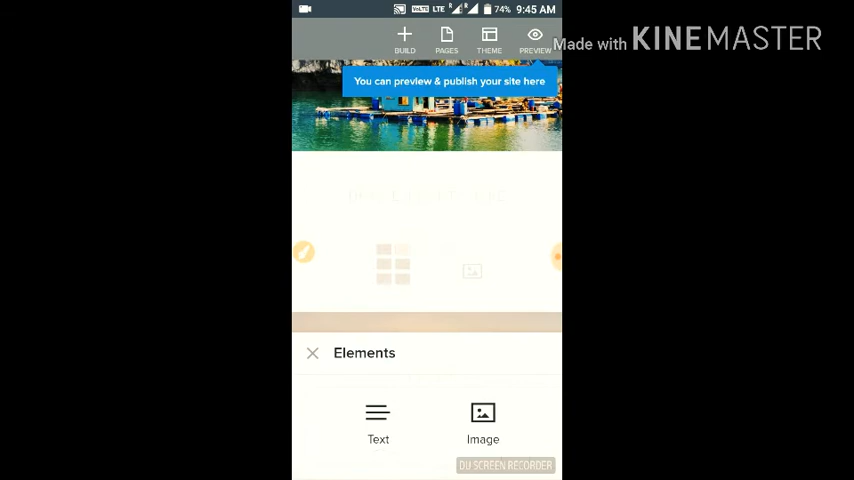 VoLTE LTE R R 74% 9:45 AM
BUILD PAGES THEME PREVIEW
Made with KINEMASTER
You can preview & publish your site here
Elements
Text Image
DU SCREEN RECORDER